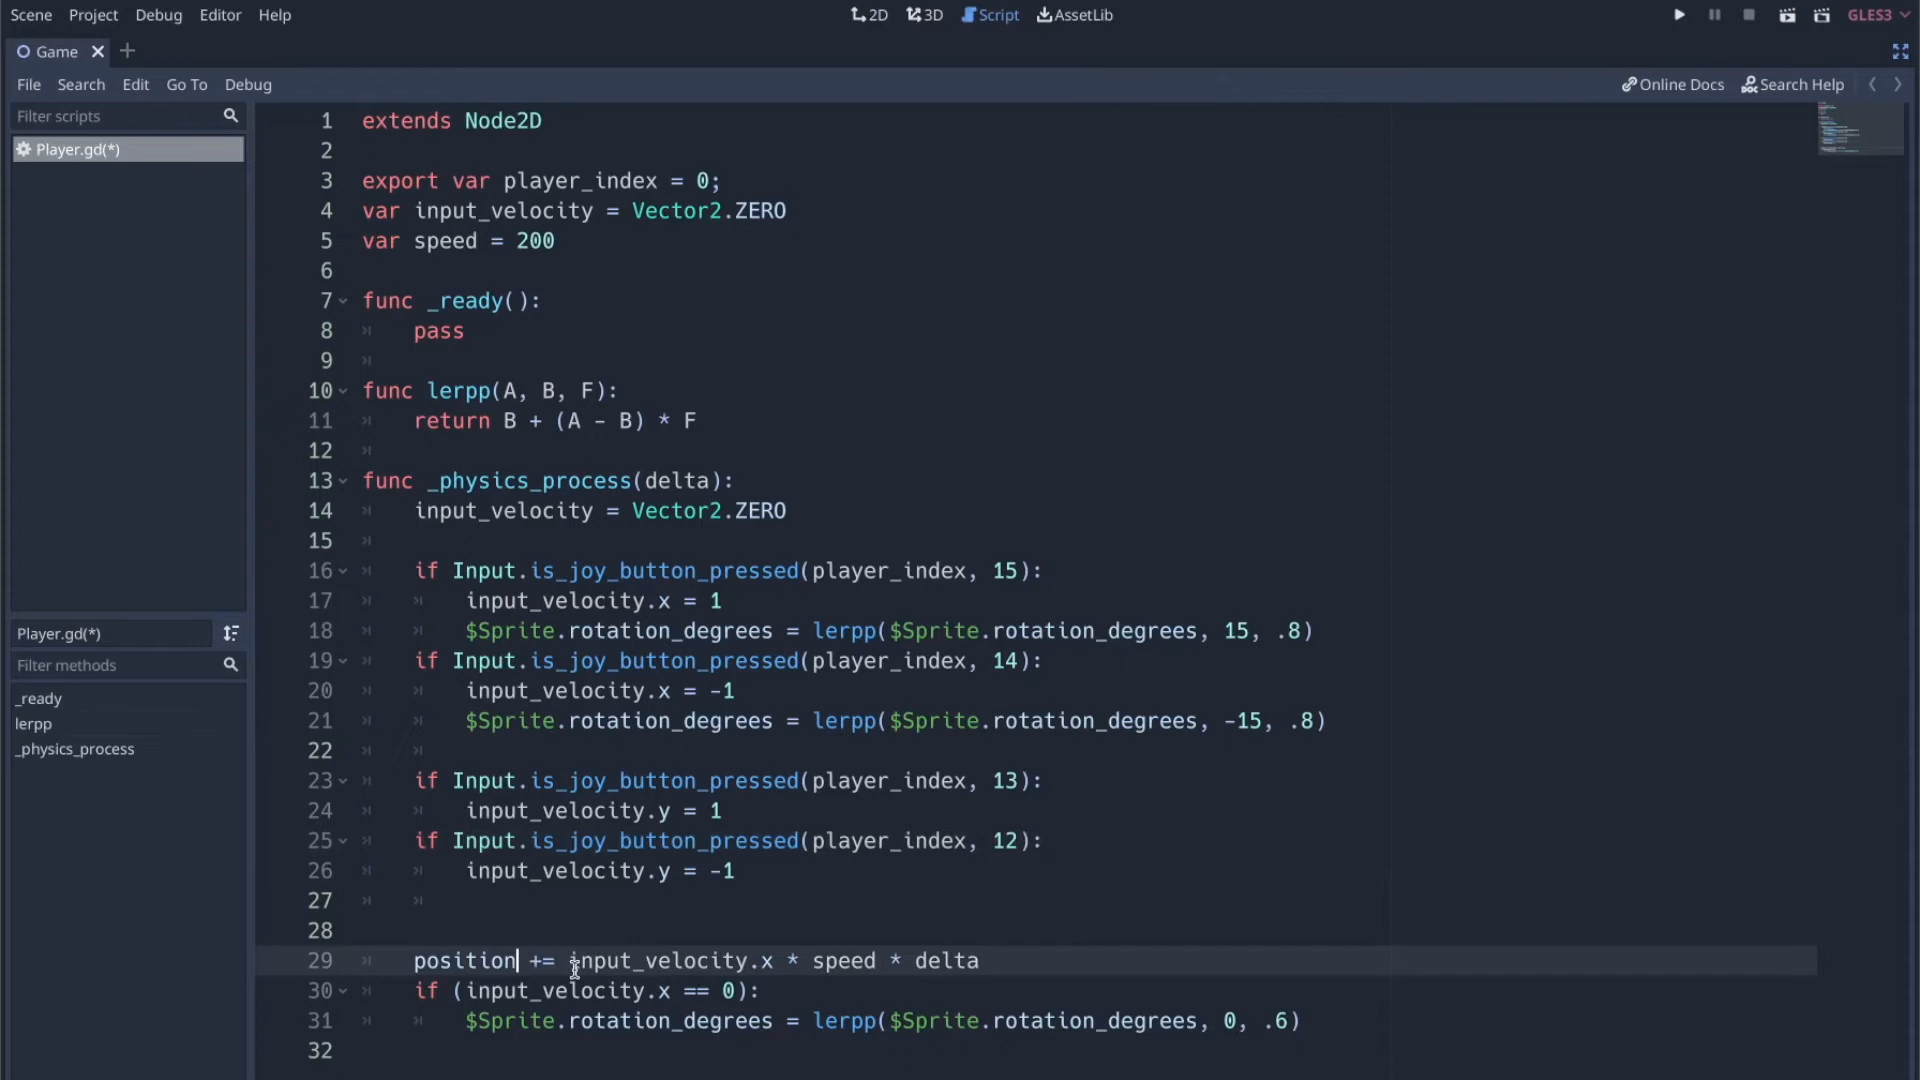 Scene Project Debug Editor Help 2D 3D Script AssetLib GLES3
Game
File Search Edit Go To Debug Online Docs Search Help
Filter scripts
Player.gd(*)
Player.gd(*)
Filter methods
_ready
lerpp
_physics_process
1 extends Node2D
2
3 export var player_index = 0;
4 var input_velocity = Vector2.ZERO
5 var speed = 200
6
7 func _ready():
8 pass
9
10 func lerpp(A, B, F):
11 return B + (A - B) * F
12
13 func _physics_process(delta):
14 input_velocity = Vector2.ZERO
15
16 if Input.is_joy_button_pressed(player_index, 15):
17 input_velocity.x = 1
18 $Sprite.rotation_degrees = lerpp($Sprite.rotation_degrees, 15, .8)
19 if Input.is_joy_button_pressed(player_index, 14):
20 input_velocity.x = -1
21 $Sprite.rotation_degrees = lerpp($Sprite.rotation_degrees, -15, .8)
22
23 if Input.is_joy_button_pressed(player_index, 13):
24 input_velocity.y = 1
25 if Input.is_joy_button_pressed(player_index, 12):
26 input_velocity.y = -1
27
28
29 position += input_velocity.x * speed * delta
30 if (input_velocity.x == 0):
31 $Sprite.rotation_degrees = lerpp($Sprite.rotation_degrees, 0, .6)
32